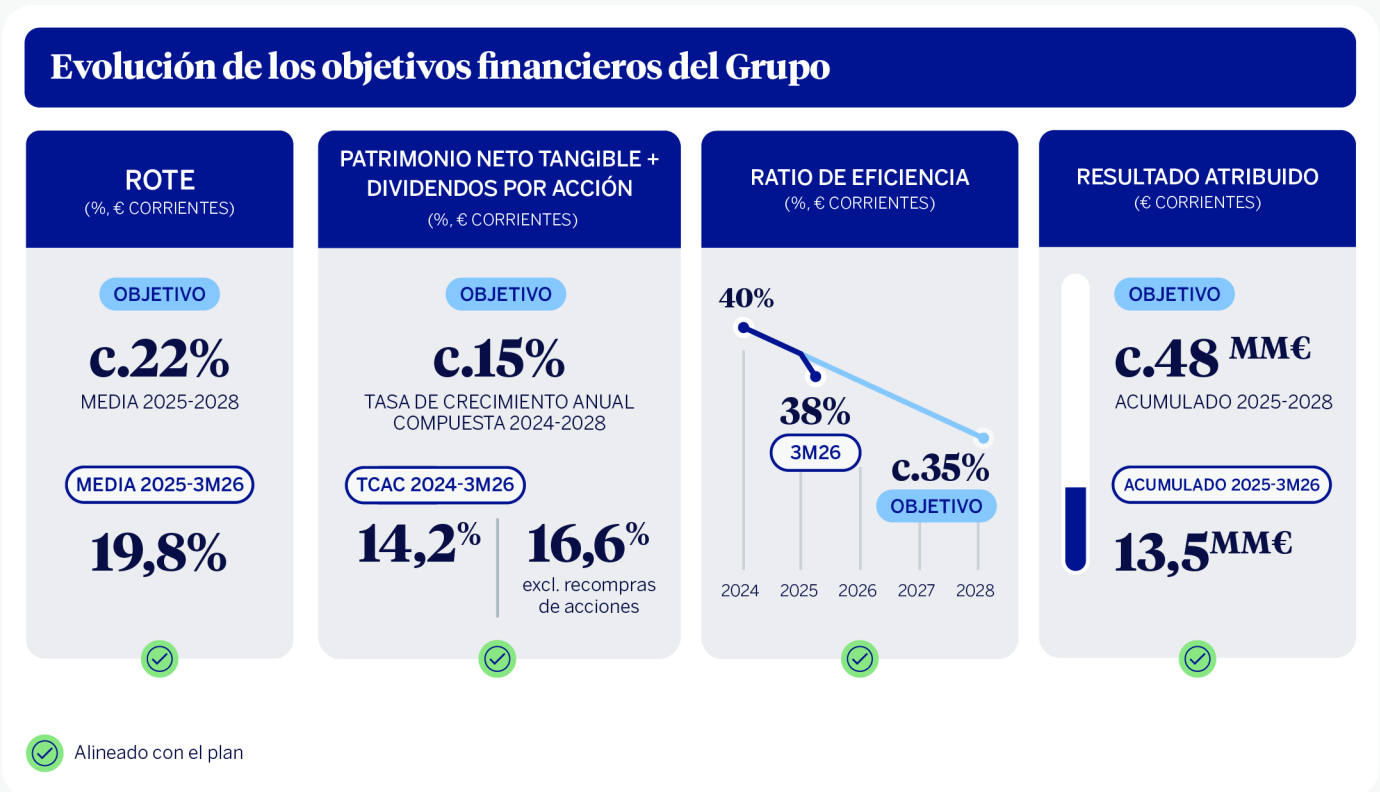 Evolución de los objetivos financieros del Grupo
ROTE
(%, € CORRIENTES)
OBJETIVO
c.22%
MEDIA 2025-2028
MEDIA 2025-3M26
19,8%
PATRIMONIO NETO TANGIBLE +
DIVIDENDOS POR ACCIÓN
(%, € CORRIENTES)
OBJETIVO
c.15%
TASA DE CRECIMIENTO ANUAL
COMPUESTA 2024-2028
TCAC 2024-3M26
14,2%
16,6%
excl. recompras
de acciones
RATIO DE EFICIENCIA
(%, € CORRIENTES)
40%
38%
3M26
c.35%
OBJETIVO
2024 2025 2026 2027 2028
RESULTADO ATRIBUIDO
(€ CORRIENTES)
OBJETIVO
c.48 MM€
ACUMULADO 2025-2028
ACUMULADO 2025-3M26
13,5MM€
Alineado con el plan